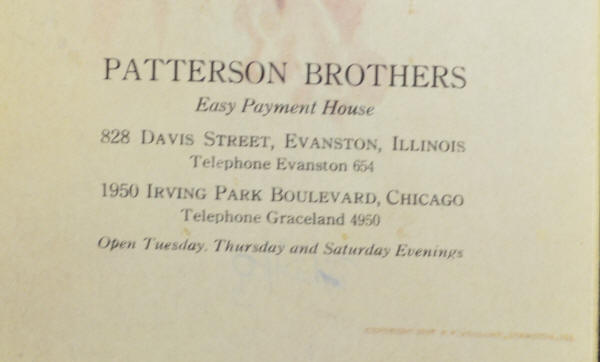 PATTERSON BROTHERS
Easy Payment House
828 DAVIS STREET, EVANSTON, ILLINOIS
Telephone Evanston 654
1950 IRVING PARK BOULEVARD, CHICAGO
Telephone Graceland 4950
Open Tuesday, Thursday and Saturday Evenings